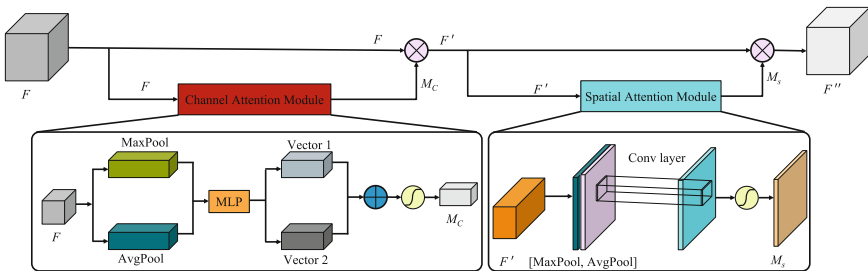 F
F
F
F'
F
Channel Attention Module
M_C
F'
Spatial Attention Module
M_s
F''
MaxPool
AvgPool
F
MLP
Vector 1
Vector 2
M_C
Conv layer
F'
[MaxPool, AvgPool]
M_s